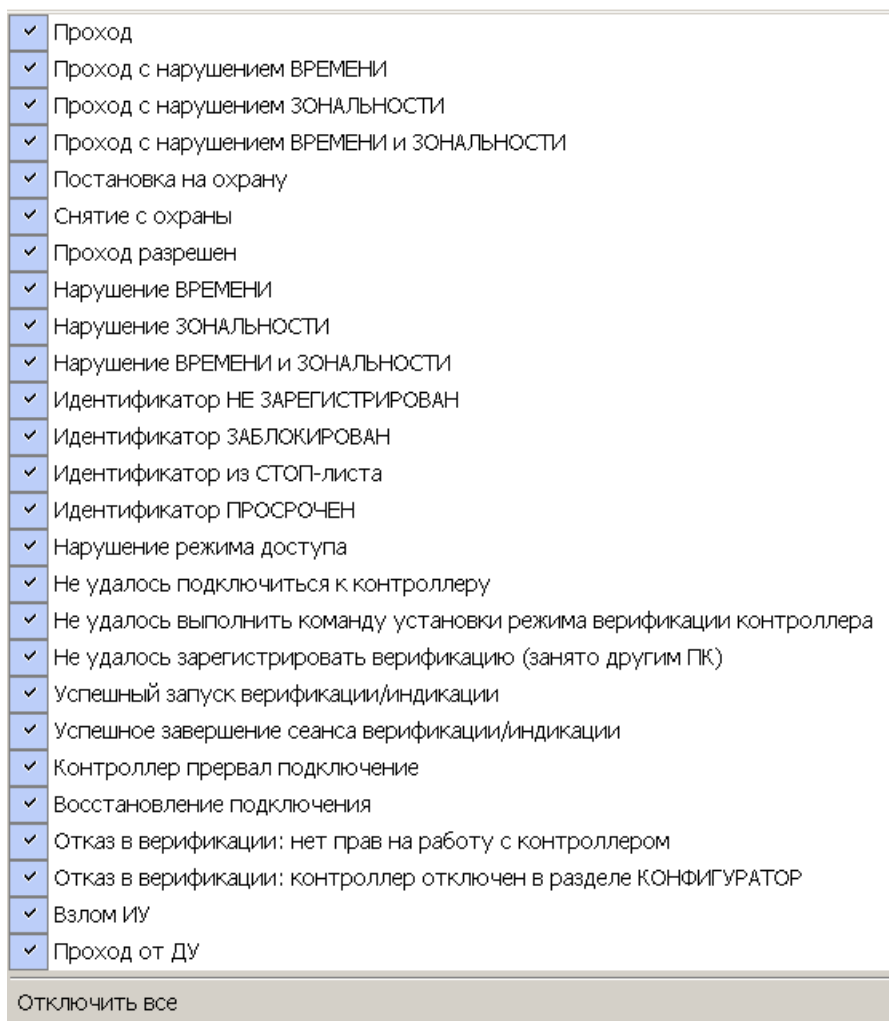 Проход
Проход с нарушением ВРЕМЕНИ
Проход с нарушением ЗОНАЛЬНОСТИ
Проход с нарушением ВРЕМЕНИ и ЗОНАЛЬНОСТИ
Постановка на охрану
Снятие с охраны
Проход разрешен
Нарушение ВРЕМЕНИ
Нарушение ЗОНАЛЬНОСТИ
Нарушение ВРЕМЕНИ и ЗОНАЛЬНОСТИ
Идентификатор НЕ ЗАРЕГИСТРИРОВАН
Идентификатор ЗАБЛОКИРОВАН
Идентификатор из СТОП-листа
Идентификатор ПРОСРОЧЕН
Нарушение режима доступа
Не удалось подключиться к контроллеру
Не удалось выполнить команду установки режима верификации контроллера
Не удалось зарегистрировать верификацию (занято другим ПК)
Успешный запуск верификации/индикации
Успешное завершение сеанса верификации/индикации
Контроллер прервал подключение
Восстановление подключения
Отказ в верификации: нет прав на работу с контроллером
Отказ в верификации: контроллер отключен в разделе КОНФИГУРАТОР
Взлом ИУ
Проход от ДУ
Отключить все